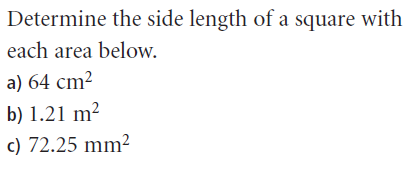 Determine the side length of a square with
each area below.
a) 64 cm²
b) 1.21 m²
c) 72.25 mm²